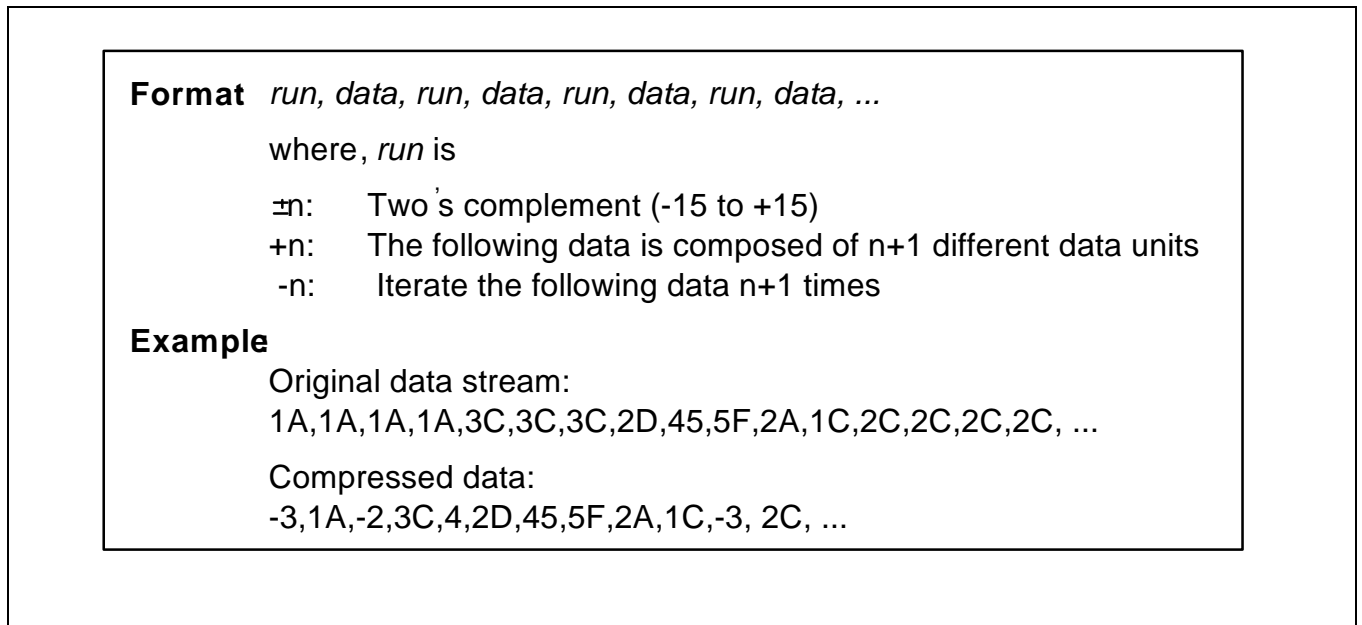 Format run, data, run, data, run, data, run, data, ...
where, run is
±n: Two's complement (-15 to +15)
+n: The following data is composed of n+1 different data units
-n: Iterate the following data n+1 times
Example:
Original data stream:
1A,1A,1A,1A,3C,3C,3C,2D,45,5F,2A,1C,2C,2C,2C,2C, ...
Compressed data:
-3,1A,-2,3C,4,2D,45,5F,2A,1C,-3, 2C, ...